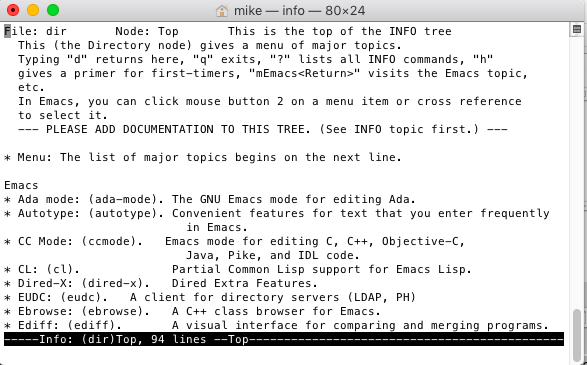 mike — info — 80×24
File: dir       Node: Top       This is the top of the INFO tree
  This (the Directory node) gives a menu of major topics.
  Typing "d" returns here, "q" exits, "?" lists all INFO commands, "h"
  gives a primer for first-timers, "mEmacs<Return>" visits the Emacs topic,
  etc.
  In Emacs, you can click mouse button 2 on a menu item or cross reference
  to select it.
  --- PLEASE ADD DOCUMENTATION TO THIS TREE. (See INFO topic first.) ---

* Menu: The list of major topics begins on the next line.

Emacs
* Ada mode: (ada-mode). The GNU Emacs mode for editing Ada.
* Autotype: (autotype). Convenient features for text that you enter frequently
                          in Emacs.
* CC Mode: (ccmode).   Emacs mode for editing C, C++, Objective-C,
                          Java, Pike, and IDL code.
* CL: (cl).             Partial Common Lisp support for Emacs Lisp.
* Dired-X: (dired-x).   Dired Extra Features.
* EUDC: (eudc).   A client for directory servers (LDAP, PH)
* Ebrowse: (ebrowse).   A C++ class browser for Emacs.
* Ediff: (ediff).       A visual interface for comparing and merging programs.
-----Info: (dir)Top, 94 lines --Top---------------------------------------------